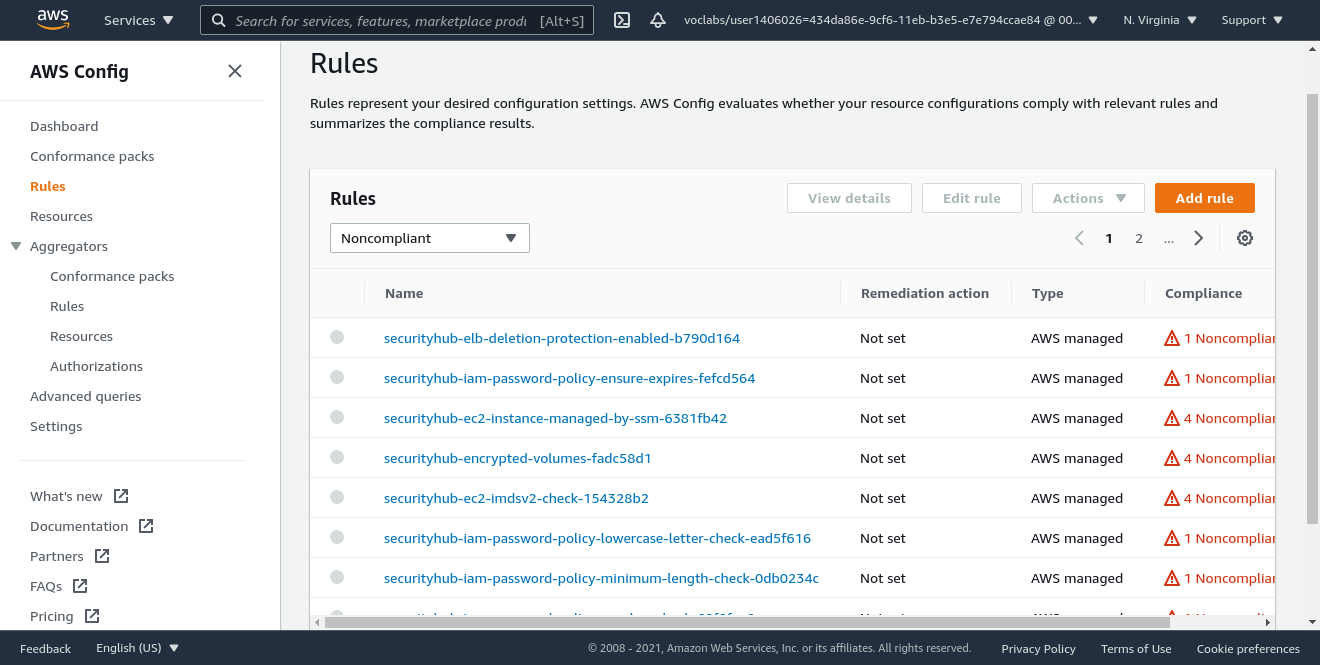 aws
Services
Search for services, features, marketplace produ [Alt+S]
voclabs/user1406026=434da86e-9cf6-11eb-b3e5-e7e794ccae84 @ 00...
N. Virginia
Support
AWS Config
Dashboard
Conformance packs
Rules
Resources
Aggregators
Conformance packs
Rules
Resources
Authorizations
Advanced queries
Settings
What's new
Documentation
Partners
FAQs
Pricing
Rules
Rules represent your desired configuration settings. AWS Config evaluates whether your resource configurations comply with relevant rules and
summarizes the compliance results.
Rules
View details
Edit rule
Actions
Add rule
Noncompliant
1 2 ...
Name Remediation action Type Compliance
securityhub-elb-deletion-protection-enabled-b790d164 Not set AWS managed 1 Noncomplian
securityhub-iam-password-policy-ensure-expires-fefcd564 Not set AWS managed 1 Noncomplian
securityhub-ec2-instance-managed-by-ssm-6381fb42 Not set AWS managed 4 Noncomplian
securityhub-encrypted-volumes-fadc58d1 Not set AWS managed 4 Noncomplian
securityhub-ec2-imdsv2-check-154328b2 Not set AWS managed 4 Noncomplian
securityhub-iam-password-policy-lowercase-letter-check-ead5f616 Not set AWS managed 1 Noncomplian
securityhub-iam-password-policy-minimum-length-check-0db0234c Not set AWS managed 1 Noncomplian
Feedback
English (US)
© 2008 - 2021, Amazon Web Services, Inc. or its affiliates. All rights reserved.
Privacy Policy
Terms of Use
Cookie preferences